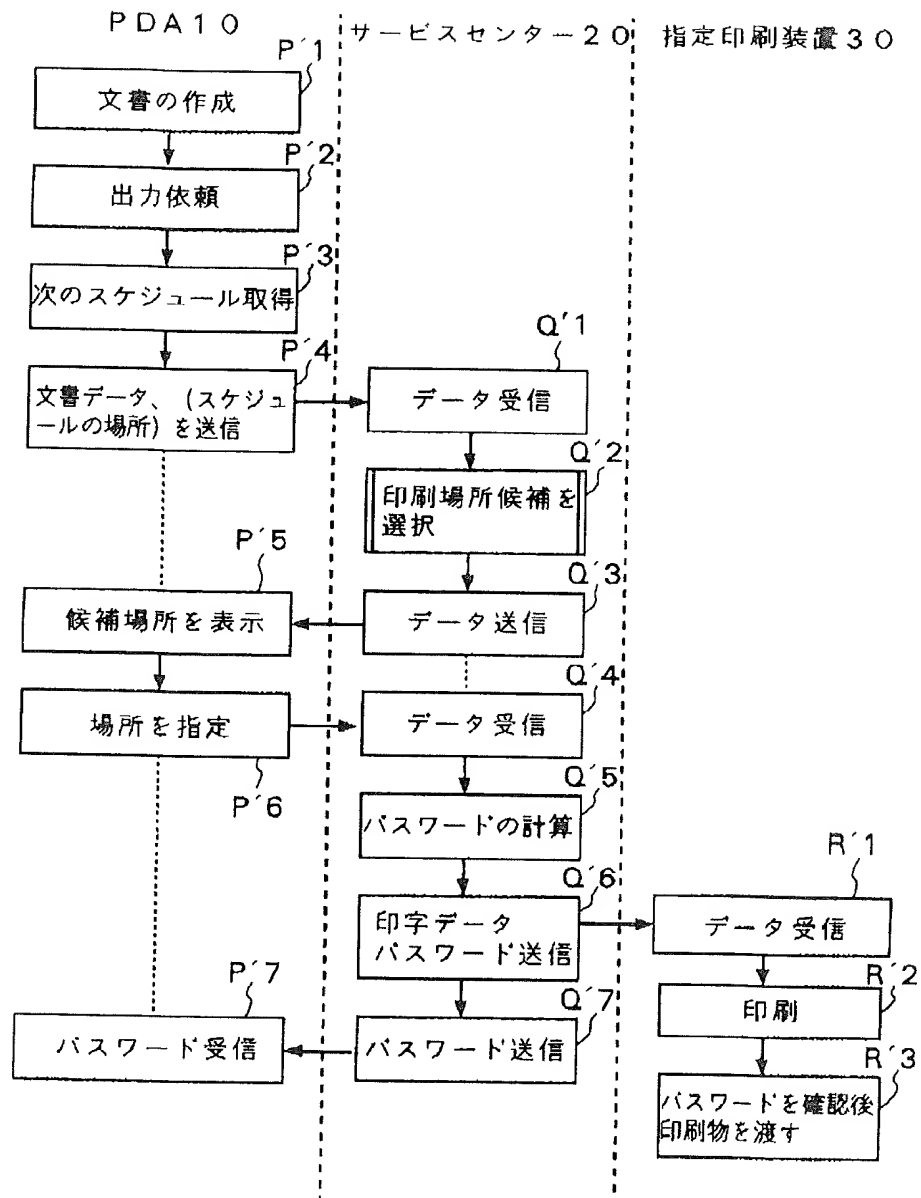 PDA10
サービスセンター20
指定印刷装置30
P'1
文書の作成
P'2
出力依頼
P'3
次のスケジュール取得
P'4
文書データ、(スケジュ
ールの場所)を送信
Q'1
データ受信
Q'2
印刷場所候補を
選択
P'5
候補場所を表示
Q'3
データ送信
P'6
場所を指定
Q'4
データ受信
Q'5
パスワードの計算
Q'6
印字データ
パスワード送信
R'1
データ受信
P'7
パスワード受信
Q'7
パスワード送信
R'2
印刷
R'3
パスワードを確認後
印刷物を渡す